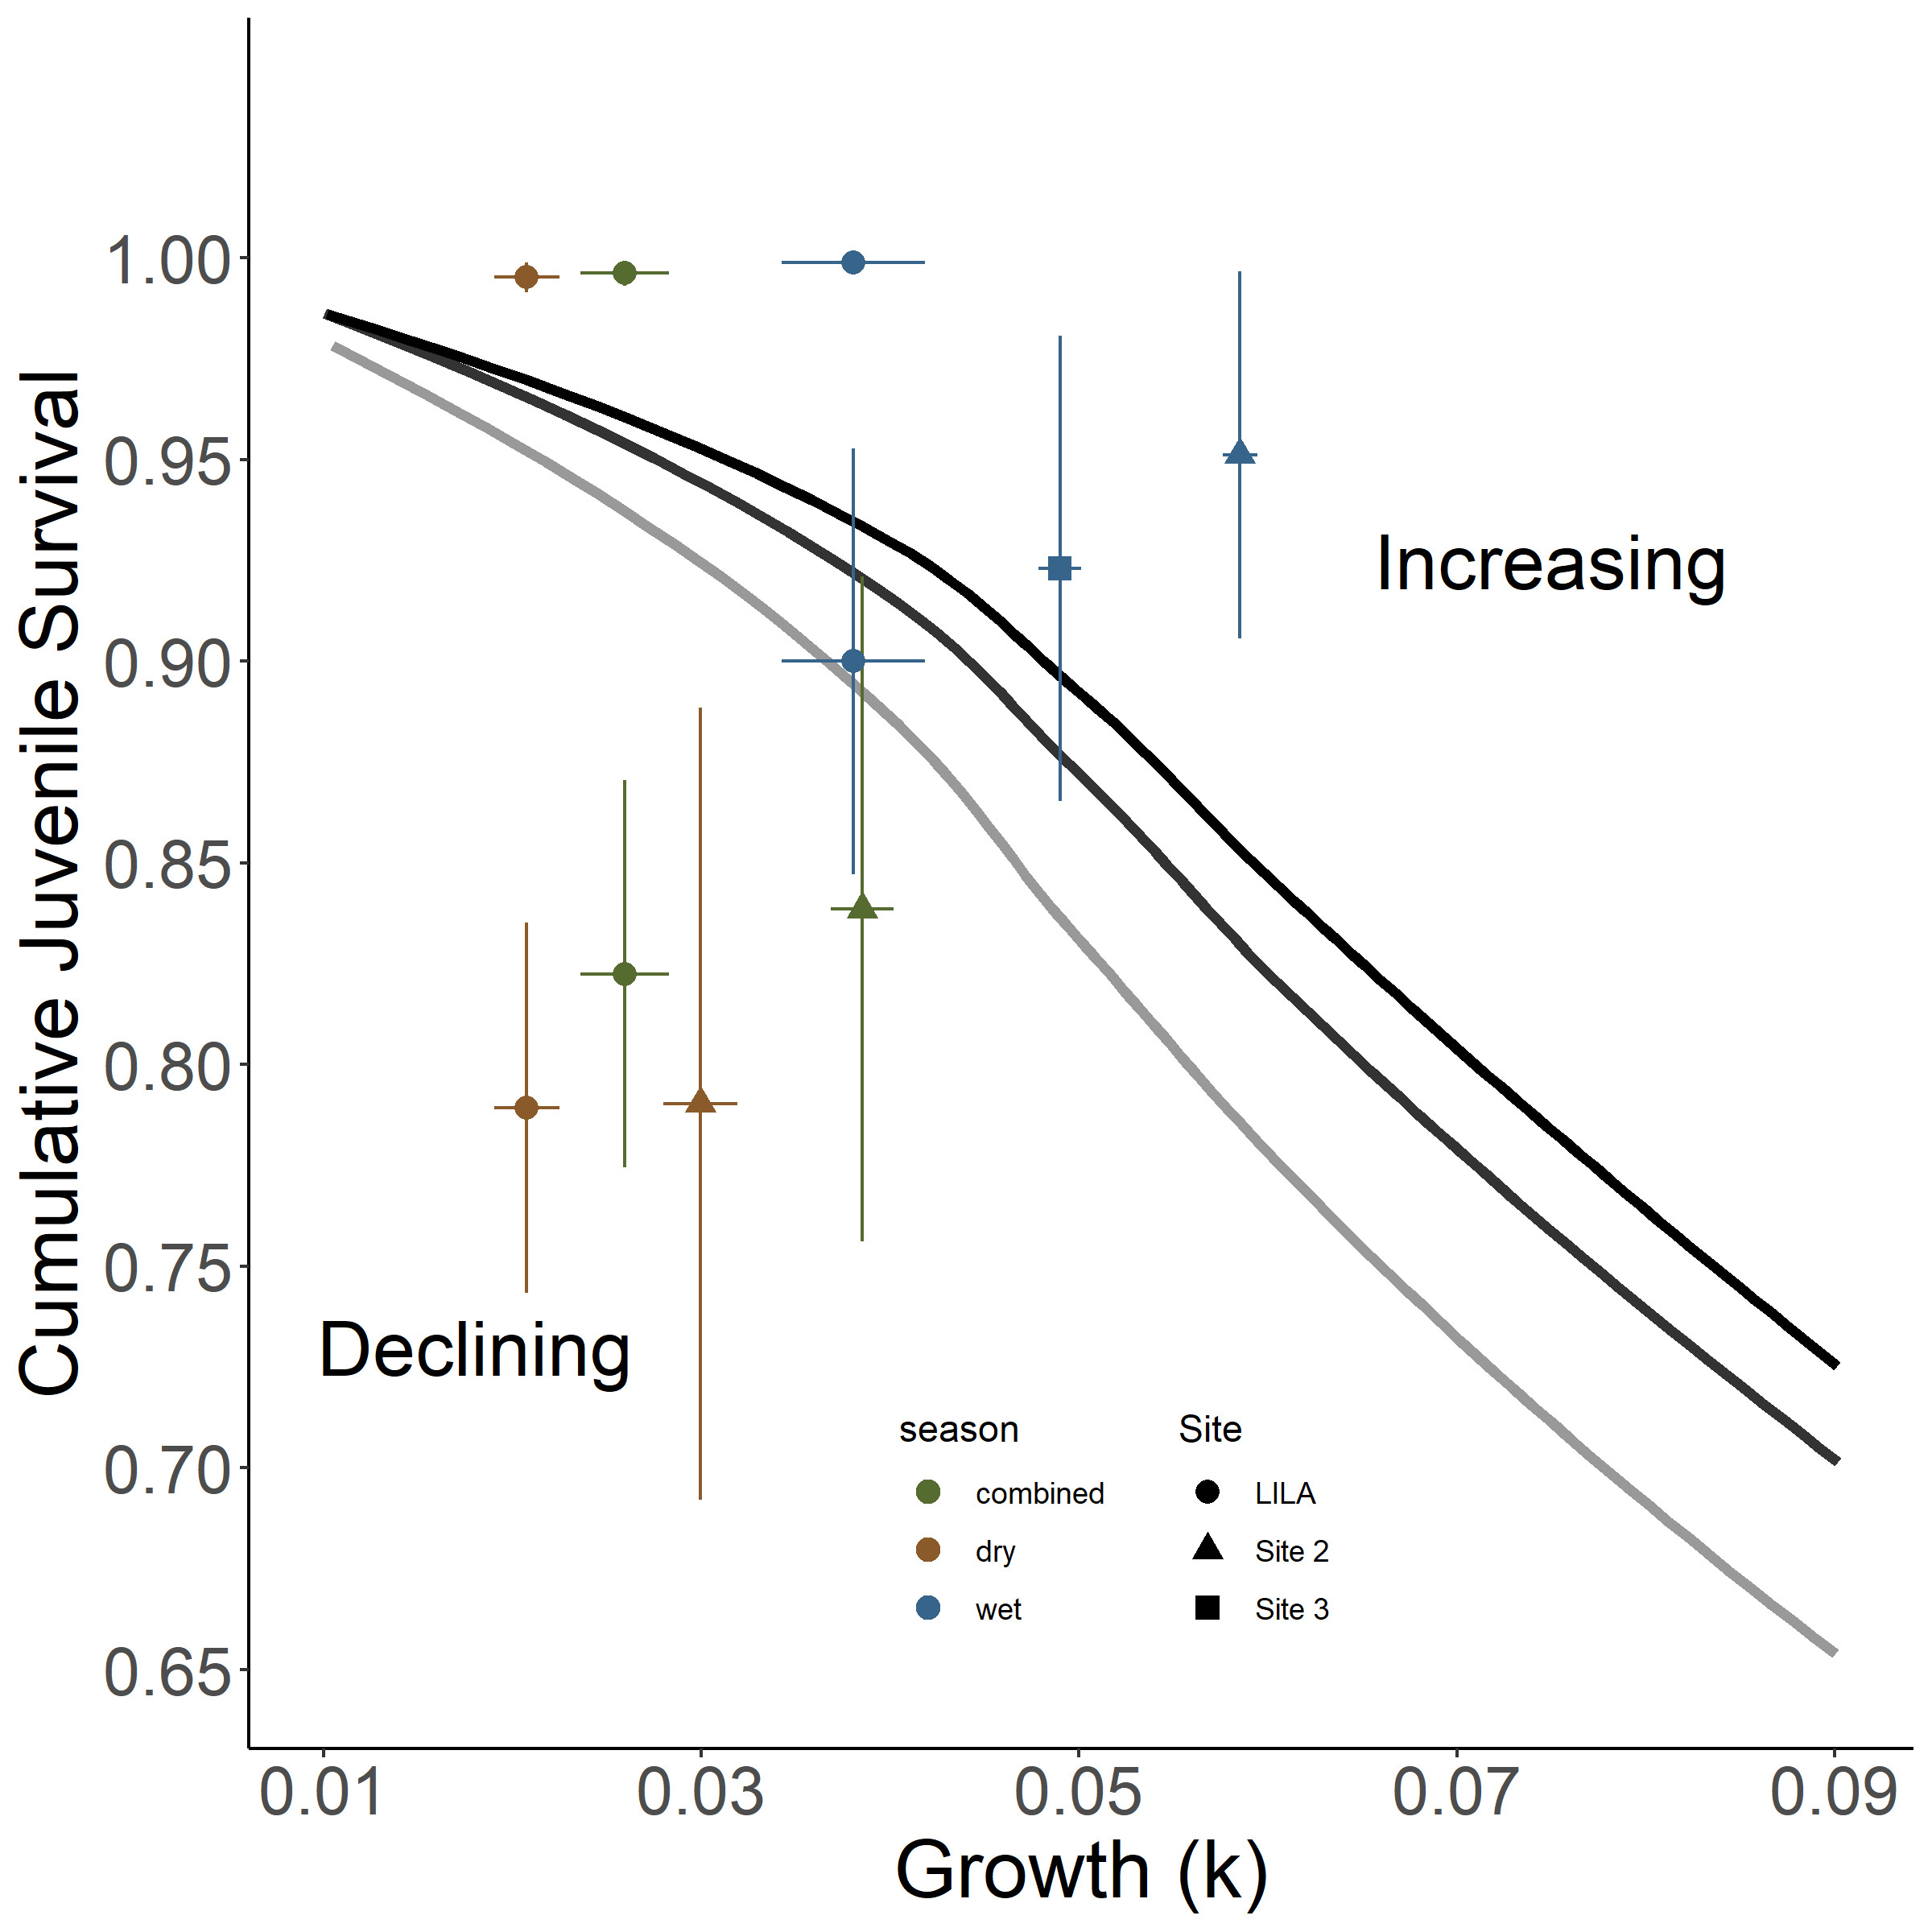 Cumulative Juvenile Survival
1.00
0.95
0.90
0.85
0.80
0.75
0.70
0.65
Increasing
Declining
season
combined
dry
wet
Site
LILA
Site 2
Site 3
0.01
0.03
0.05
0.07
0.09
Growth (k)